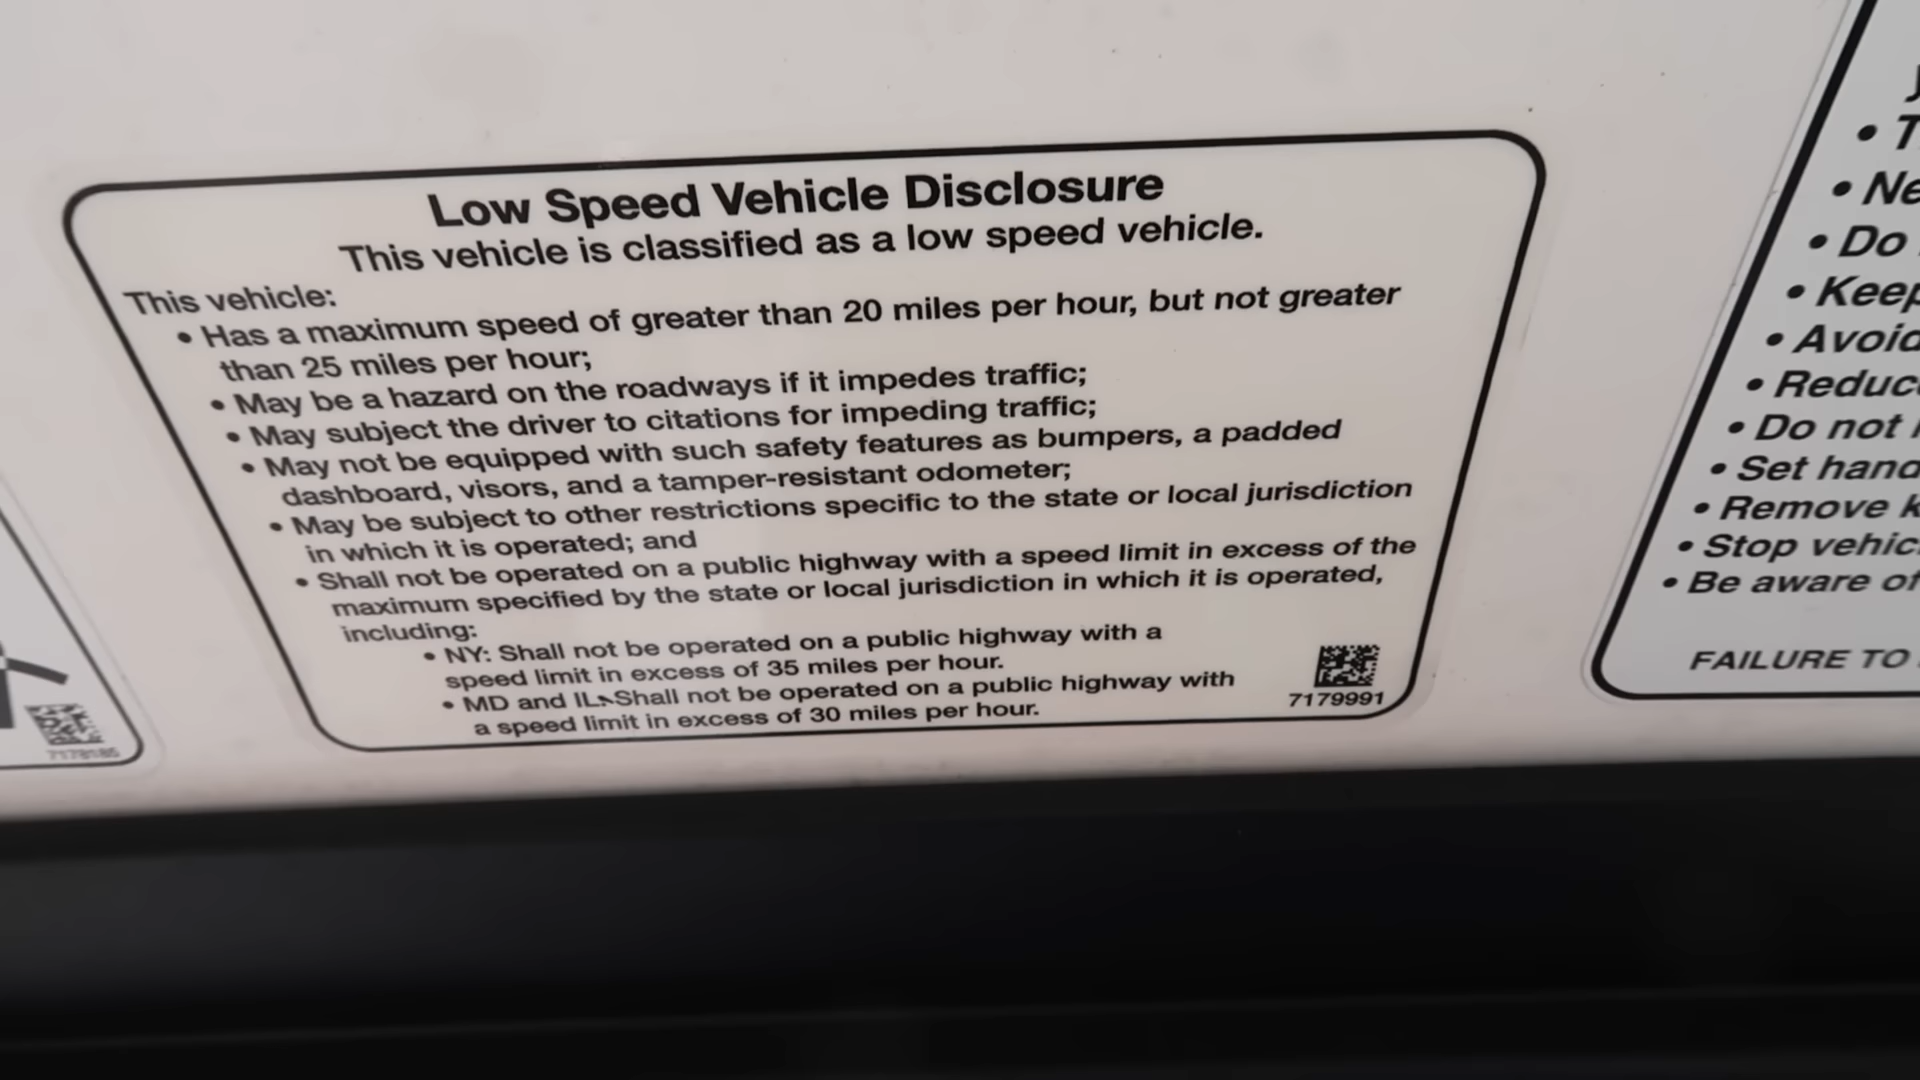 Low Speed Vehicle Disclosure
This vehicle is classified as a low speed vehicle.
This vehicle:
• Has a maximum speed of greater than 20 miles per hour, but not greater
than 25 miles per hour;
• May be a hazard on the roadways if it impedes traffic;
• May subject the driver to citations for impeding traffic;
• May not be equipped with such safety features as bumpers, a padded
dashboard, visors, and a tamper-resistant odometer;
• May be subject to other restrictions specific to the state or local jurisdiction
in which it is operated; and
• Shall not be operated on a public highway with a speed limit in excess of the
maximum specified by the state or local jurisdiction in which it is operated,
including:
• NY: Shall not be operated on a public highway with a
speed limit in excess of 35 miles per hour.
• MD and IL: Shall not be operated on a public highway with
a speed limit in excess of 30 miles per hour.
7179991
• Do
• Keep
• Avoid
• Do not
• Set hand
• Remove
• Stop
• Be aware of
FAILURE TO